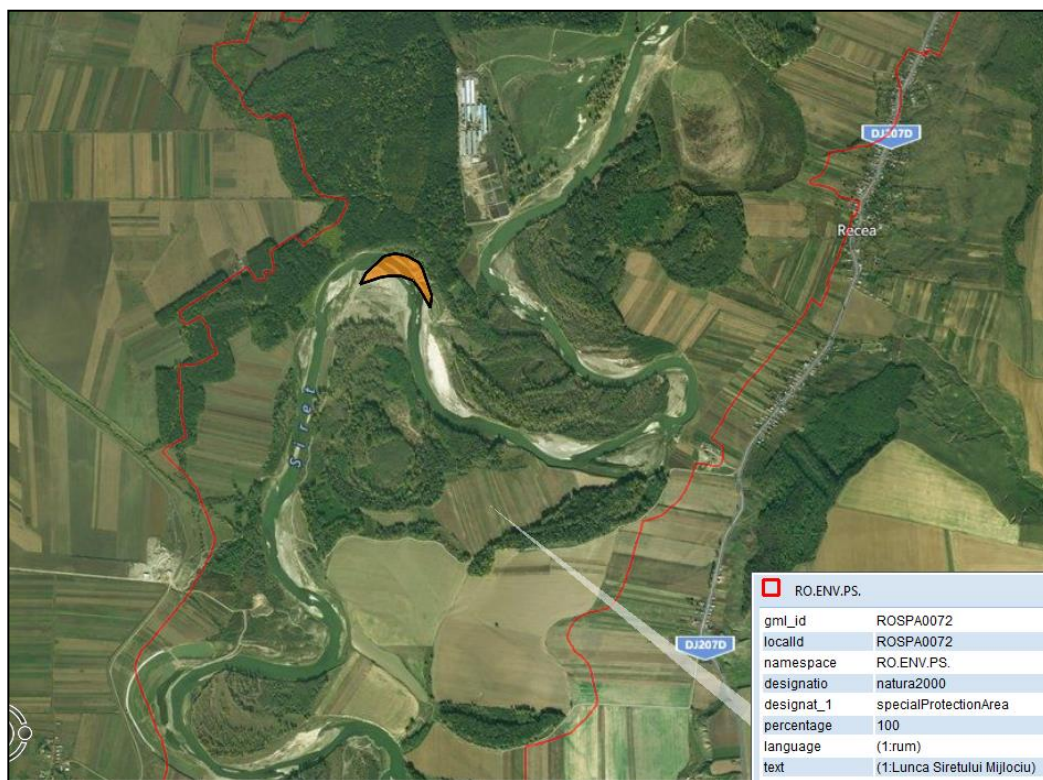 DJ207D
Recea
Siret
DJ207D
RO.ENV.PS.
gml_id ROSPA0072
localId ROSPA0072
namespace RO.ENV.PS.
designatio natura2000
designat_1 specialProtectionArea
percentage 100
language (1:rum)
text (1:Lunca Siretului Mijlociu)